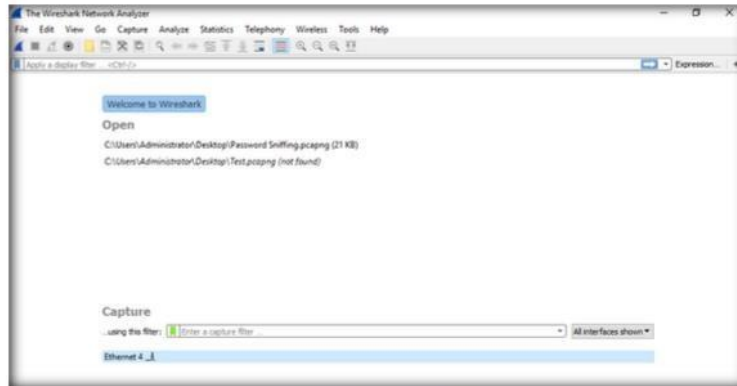 The Wireshark Network Analyzer
File Edit View Go Capture Analyze Statistics Telephony Wireless Tools Help
Apply a display filter ... <Ctrl-/>
Expression...
Welcome to Wireshark
Open
C:\Users\Administrator\Desktop\Password Sniffing.pcapng (21 KB)
C:\Users\Administrator\Desktop\Test.pcapng (not found)
Capture
...using this filter: Enter a capture filter ... All interfaces shown
Ethernet 4